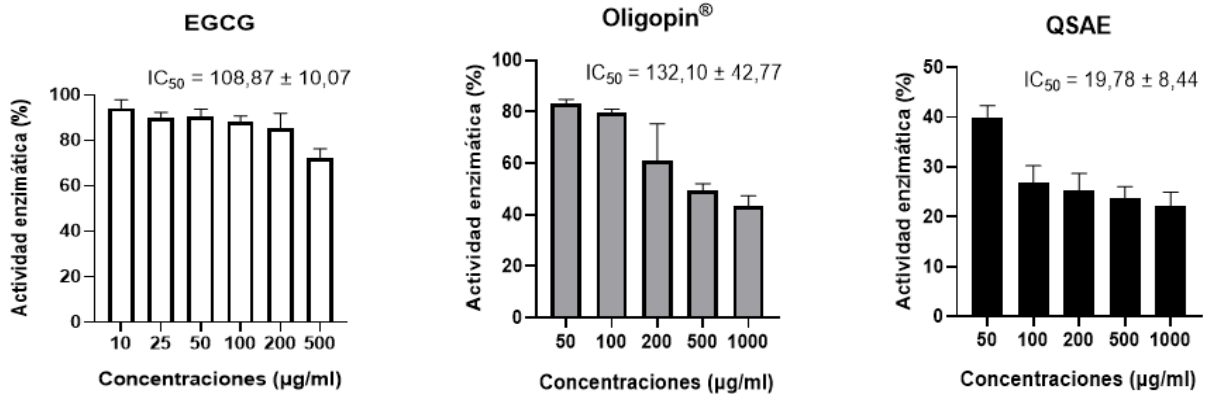 EGCG
IC50 = 108,87 ± 10,07
Actividad enzimática (%)
100
80
60
40
20
0
10 25 50 100 200 500
Concentraciones (µg/ml)
Oligopin®
IC50 = 132,10 ± 42,77
Actividad enzimática (%)
80
60
40
20
0
50 100 200 500 1000
Concentraciones (µg/ml)
QSAE
IC50 = 19,78 ± 8,44
Actividad enzimática (%)
50
40
30
20
10
0
50 100 200 500 1000
Concentraciones (µg/ml)